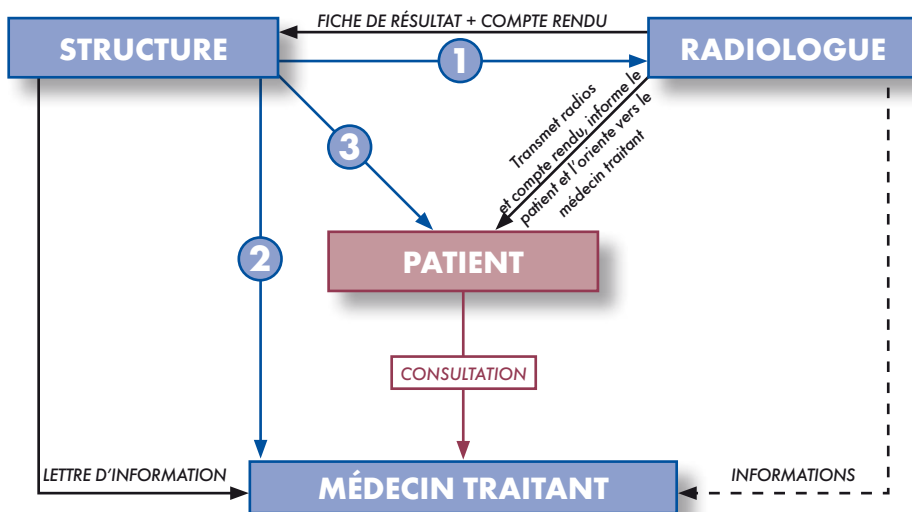 FICHE DE RÉSULTAT + COMPTE RENDU
STRUCTURE
1
RADIOLOGUE
Transmet radios
et compte rendu, informe le
patient et l'oriente vers le
médecin traitant
3
2
PATIENT
CONSULTATION
LETTRE D'INFORMATION
MÉDECIN TRAITANT
INFORMATIONS